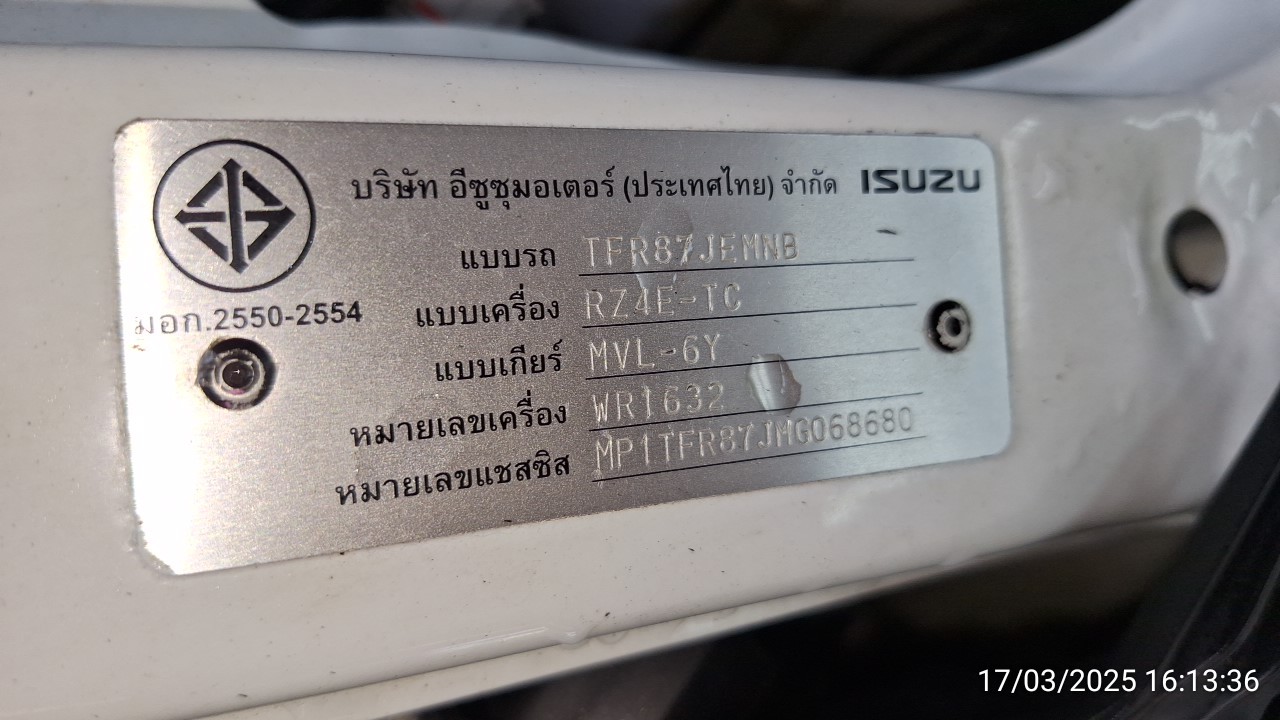 บริษัท อีซูซุมอเตอร์ (ประเทศไทย) จำกัด ISUZU
แบบรถ TFR87JEMNB
มอก.2550-2554 แบบเครื่อง RZ4E-TC
แบบเกียร์ MVL-6Y
หมายเลขเครื่อง WR1632
หมายเลขแชสซิส MP1TFR87JMG068680
17/03/2025 16:13:36